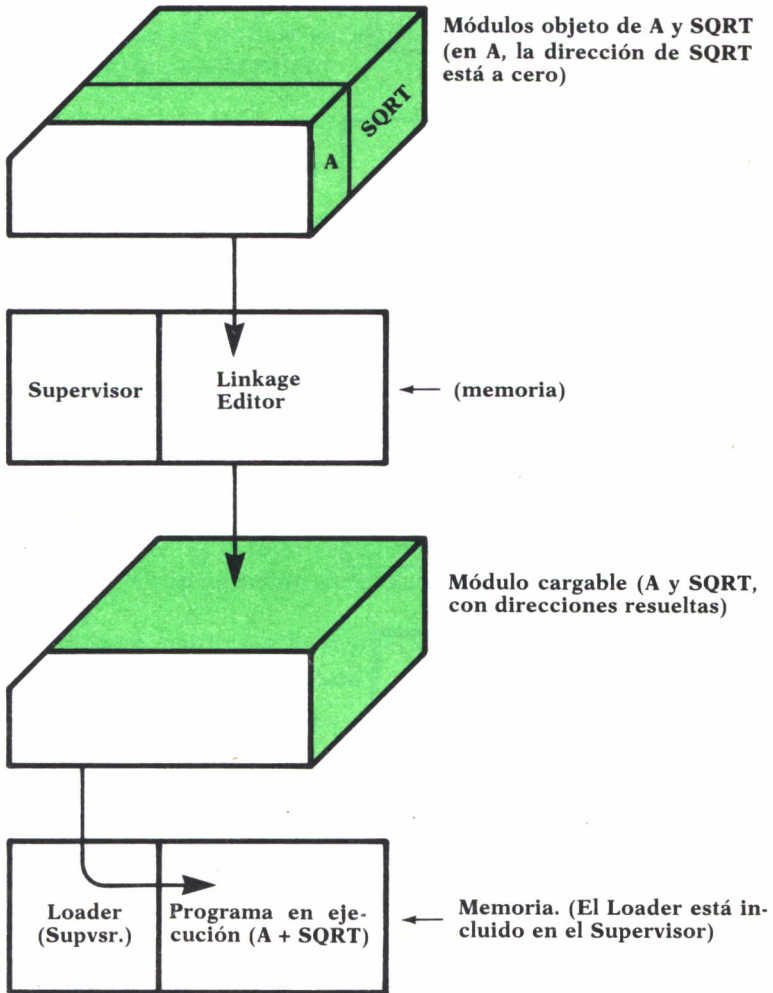 Módulos objeto de A y SQRT
(en A, la dirección de SQRT
está a cero)
A
SQRT
Supervisor
Linkage
Editor
(memoria)
Módulo cargable (A y SQRT,
con direcciones resueltas)
Loader
(Supvsr.)
Programa en eje-
cución (A + SQRT)
Memoria. (El Loader está in-
cluido en el Supervisor)